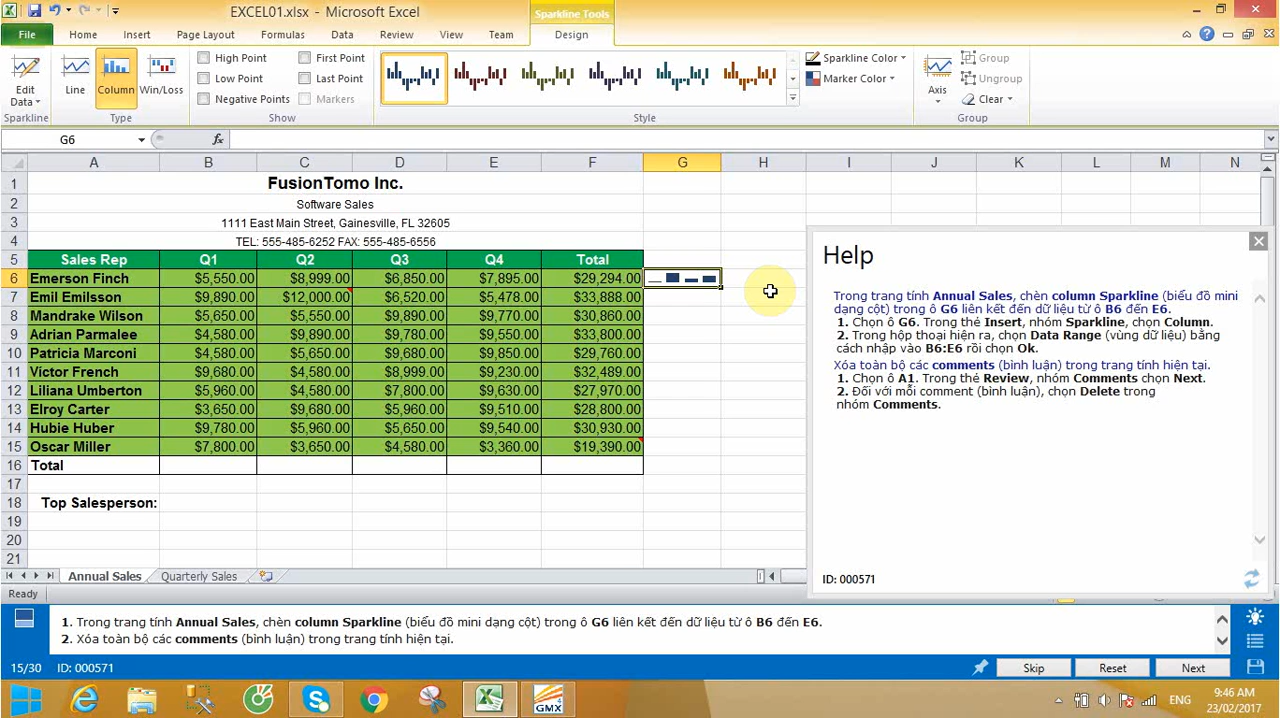 EXCEL01.xlsx - Microsoft Excel
Sparkline Tools
File Home Insert Page Layout Formulas Data Review View Team Design
Edit Data
Line
Column
Win/Loss
High Point
Low Point
Negative Points
First Point
Last Point
Markers
Sparkline Color
Marker Color
Axis
Group
Ungroup
Clear
Sparkline Type Show Style Group
G6 fx
A B C D E F G H I J K L M N
1 FusionTomo Inc.
2 Software Sales
3 1111 East Main Street, Gainesville, FL 32605
4 TEL: 555-485-6252 FAX: 555-485-6556
5 Sales Rep Q1 Q2 Q3 Q4 Total
6 Emerson Finch $5,550.00 $8,999.00 $6,850.00 $7,895.00 $29,294.00
7 Emil Emilsson $9,890.00 $12,000.00 $6,520.00 $5,478.00 $33,888.00
8 Mandrake Wilson $5,650.00 $5,550.00 $9,890.00 $9,770.00 $30,860.00
9 Adrian Parmalee $4,580.00 $9,890.00 $9,780.00 $9,550.00 $33,800.00
10 Patricia Marconi $4,580.00 $5,650.00 $9,680.00 $9,850.00 $29,760.00
11 Victor French $9,680.00 $4,580.00 $8,999.00 $9,230.00 $32,489.00
12 Liliana Umberton $5,960.00 $4,580.00 $7,800.00 $9,630.00 $27,970.00
13 Elroy Carter $3,650.00 $9,680.00 $5,960.00 $9,510.00 $28,800.00
14 Hubie Huber $9,780.00 $5,960.00 $5,650.00 $9,540.00 $30,930.00
15 Oscar Miller $7,800.00 $3,650.00 $4,580.00 $3,360.00 $19,390.00
16 Total
17
18 Top Salesperson:
19
20
21
Annual Sales Quarterly Sales
Ready
Help
Trong trang tính Annual Sales, chèn column Sparkline (biểu đồ mini
dạng cột) trong ô G6 liên kết đến dữ liệu từ ô B6 đến E6.
1. Chọn ô G6. Trong thẻ Insert, nhóm Sparkline, chọn Column.
2. Trong hộp thoại hiện ra, chọn Data Range (vùng dữ liệu) bằng
cách nhập vào B6:E6 rồi chọn Ok.
Xóa toàn bộ các comments (bình luận) trong trang tính hiện tại.
1. Chọn ô A1. Trong thẻ Review, nhóm Comments chọn Next.
2. Đối với mỗi comment (bình luận), chọn Delete trong
nhóm Comments.
ID: 000571
1. Trong trang tính Annual Sales, chèn column Sparkline (biểu đồ mini dạng cột) trong ô G6 liên kết đến dữ liệu từ ô B6 đến E6.
2. Xóa toàn bộ các comments (bình luận) trong trang tính hiện tại.
15/30 ID: 000571 Skip Reset Next
GMX
ENG
9:46 AM
23/02/2017